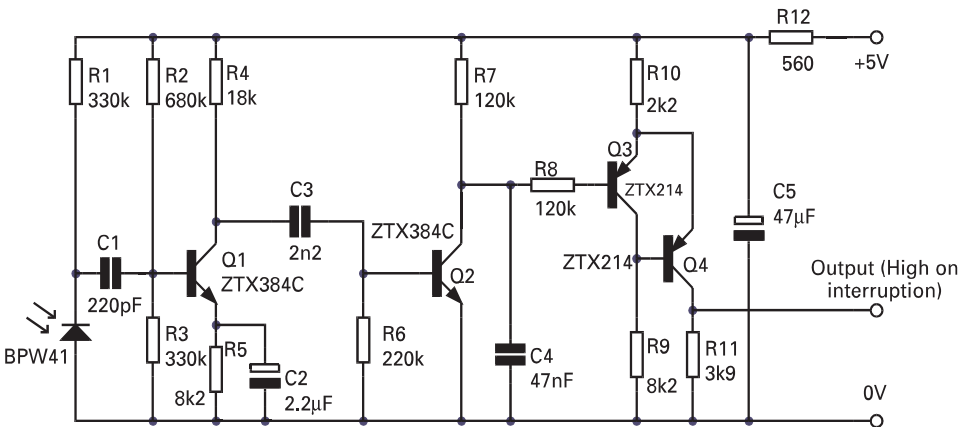 R12
560
+5V
R1
330k
R2
680k
R4
18k
R7
120k
R10
2k2
Q3
ZTX214
R8
120k
C3
2n2
ZTX384C
Q2
C5
47µF
C1
220pF
Q1
ZTX384C
ZTX214
Q4
Output (High on
interruption)
BPW41
R3
330k
R5
8k2
C2
2.2µF
R6
220k
C4
47nF
R9
8k2
R11
3k9
0V